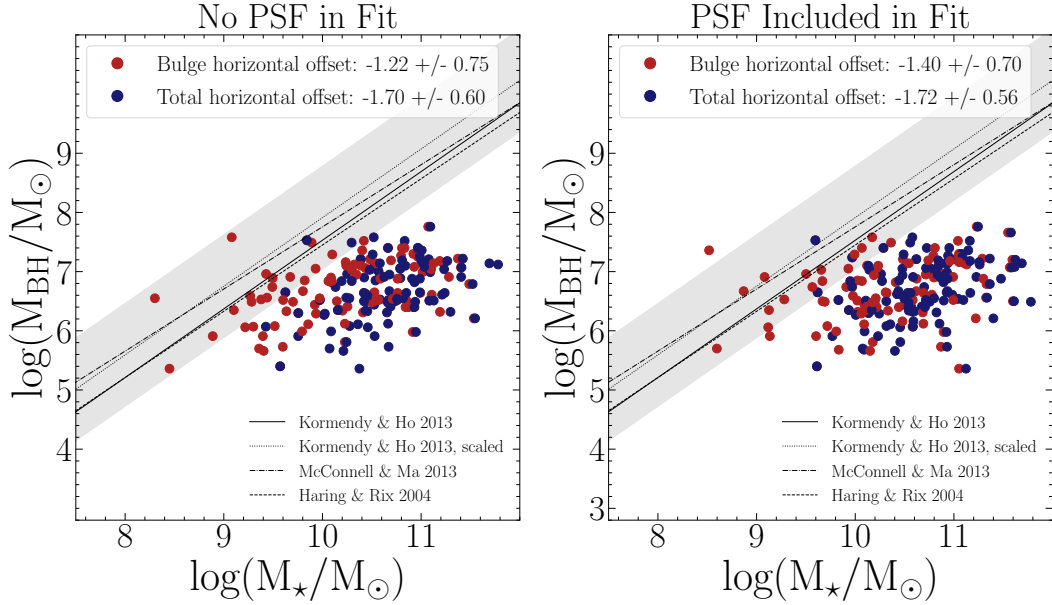 No PSF in Fit
Bulge horizontal offset: -1.22 +/- 0.75
Total horizontal offset: -1.70 +/- 0.60
9
8
7
6
5
4
log(M_BH/M_⊙)
Kormendy & Ho 2013
Kormendy & Ho 2013, scaled
McConnell & Ma 2013
Haring & Rix 2004
8 9 10 11
log(M_⋆/M_⊙)
PSF Included in Fit
Bulge horizontal offset: -1.40 +/- 0.70
Total horizontal offset: -1.72 +/- 0.56
9
8
7
6
5
4
3
log(M_BH/M_⊙)
Kormendy & Ho 2013
Kormendy & Ho 2013, scaled
McConnell & Ma 2013
Haring & Rix 2004
8 9 10 11
log(M_⋆/M_⊙)